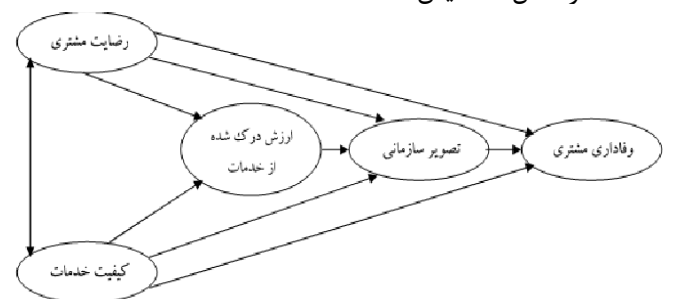 رضایت مشتری
ارزش درک شده
از خدمات
تصویر سازمانی
وفاداری مشتری
کیفیت خدمات